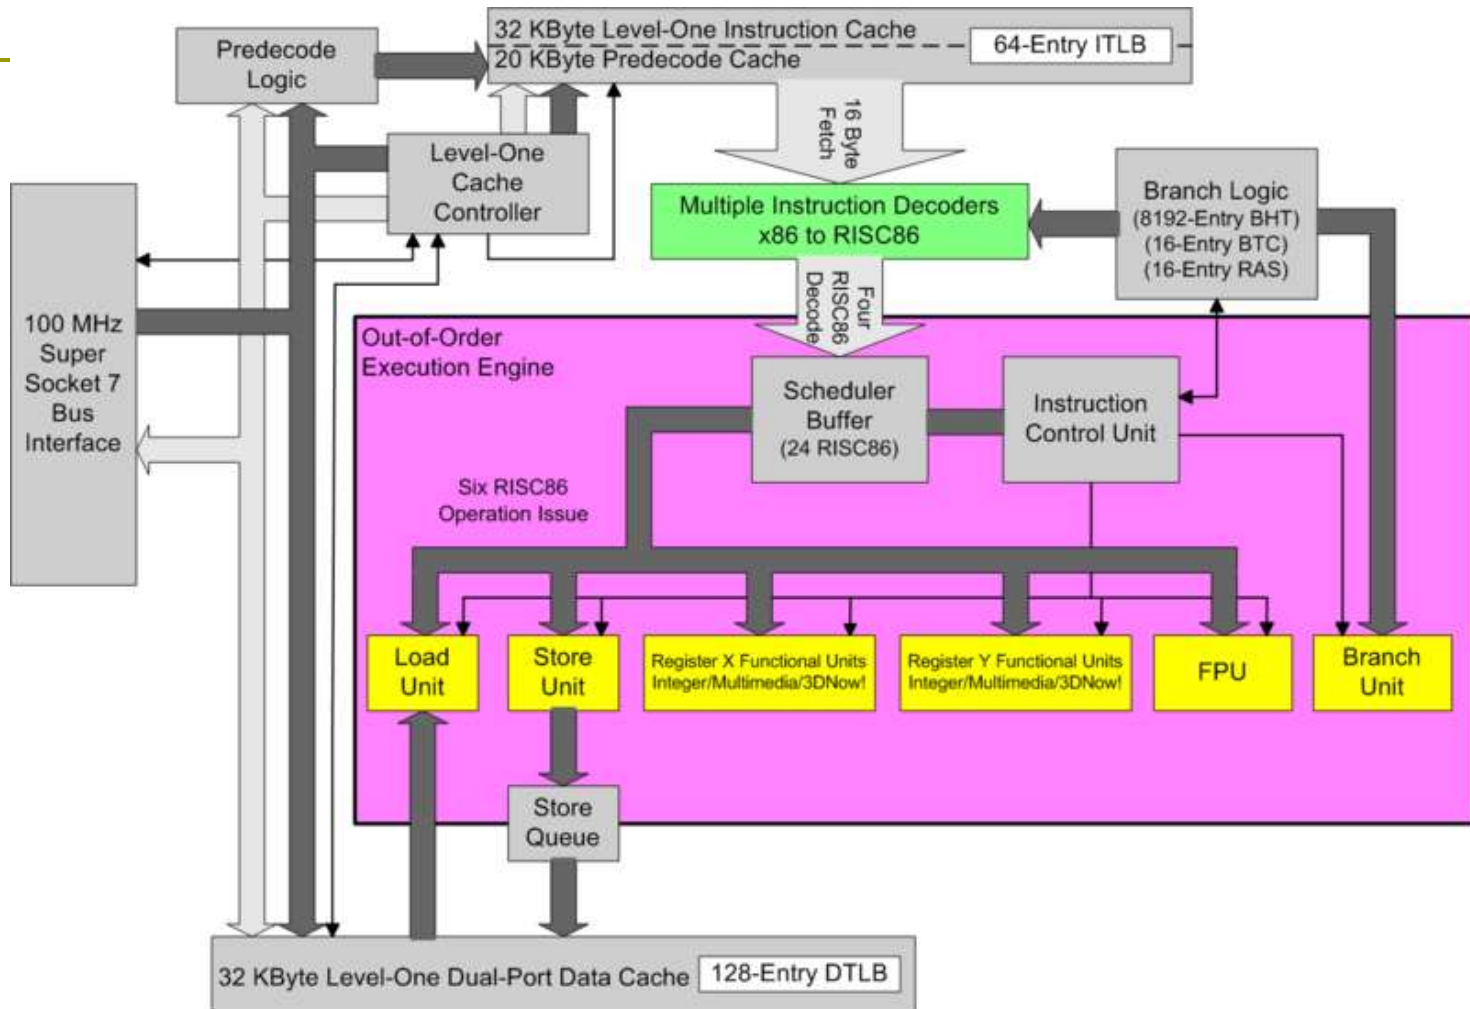 32 KByte Level-One Instruction Cache
64-Entry ITLB
20 KByte Predecode Cache
Predecode
Logic
16 Byte
Fetch
Level-One
Cache
Controller
Multiple Instruction Decoders
x86 to RISC86
Branch Logic
(8192-Entry BHT)
(16-Entry BTC)
(16-Entry RAS)
Four
RISC86
Decode
100 MHz
Super
Socket 7
Bus
Interface
Out-of-Order
Execution Engine
Scheduler
Buffer
(24 RISC86)
Instruction
Control Unit
Six RISC86
Operation Issue
Load
Unit
Store
Unit
Register X Functional Units
Integer/Multimedia/3DNow!
Register Y Functional Units
Integer/Multimedia/3DNow!
FPU
Branch
Unit
Store
Queue
32 KByte Level-One Dual-Port Data Cache
128-Entry DTLB